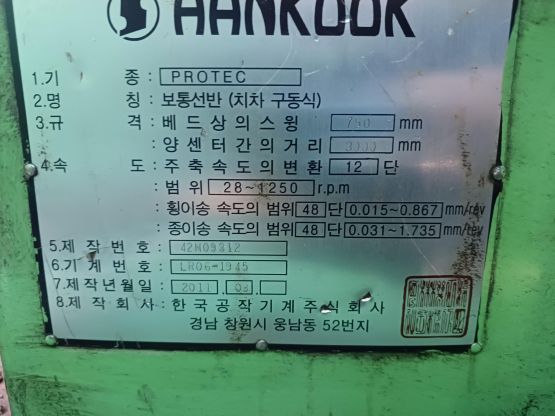 HANKOOK
1.기 종 : PROTEC
2.명 칭 : 보통선반 (치차 구동식)
3.규 격 : 베드상의스윙 750 mm
양센터간의거리 3000 mm
4.속 도 : 주축속도의변환 12 단
: 범위 28~1250 r.p.m
: 횡이송 속도의 범위 48 단 0.015~0.867 mm/rev
: 종이송 속도의 범위 48 단 0.031~1.735 mm/rev
5.제작번호 : 42N09312
6.기계번호 : LR06-1945
7.제작년월일 : 2011. 03.
8.제작회사 : 한국공작기계주식회사
경남 창원시 웅남동 52번지